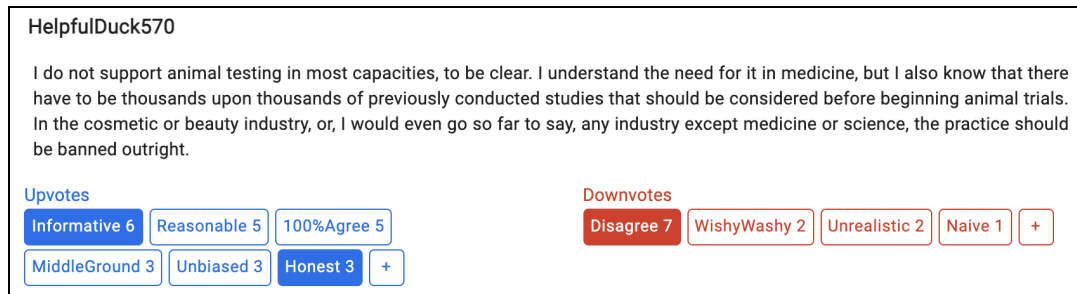 HelpfulDuck570
I do not support animal testing in most capacities, to be clear. I understand the need for it in medicine, but I also know that there
have to be thousands upon thousands of previously conducted studies that should be considered before beginning animal trials.
In the cosmetic or beauty industry, or, I would even go so far to say, any industry except medicine or science, the practice should
be banned outright.
Upvotes
Informative 6 Reasonable 5 100%Agree 5
MiddleGround 3 Unbiased 3 Honest 3 +
Downvotes
Disagree 7 WishyWashy 2 Unrealistic 2 Naive 1 +